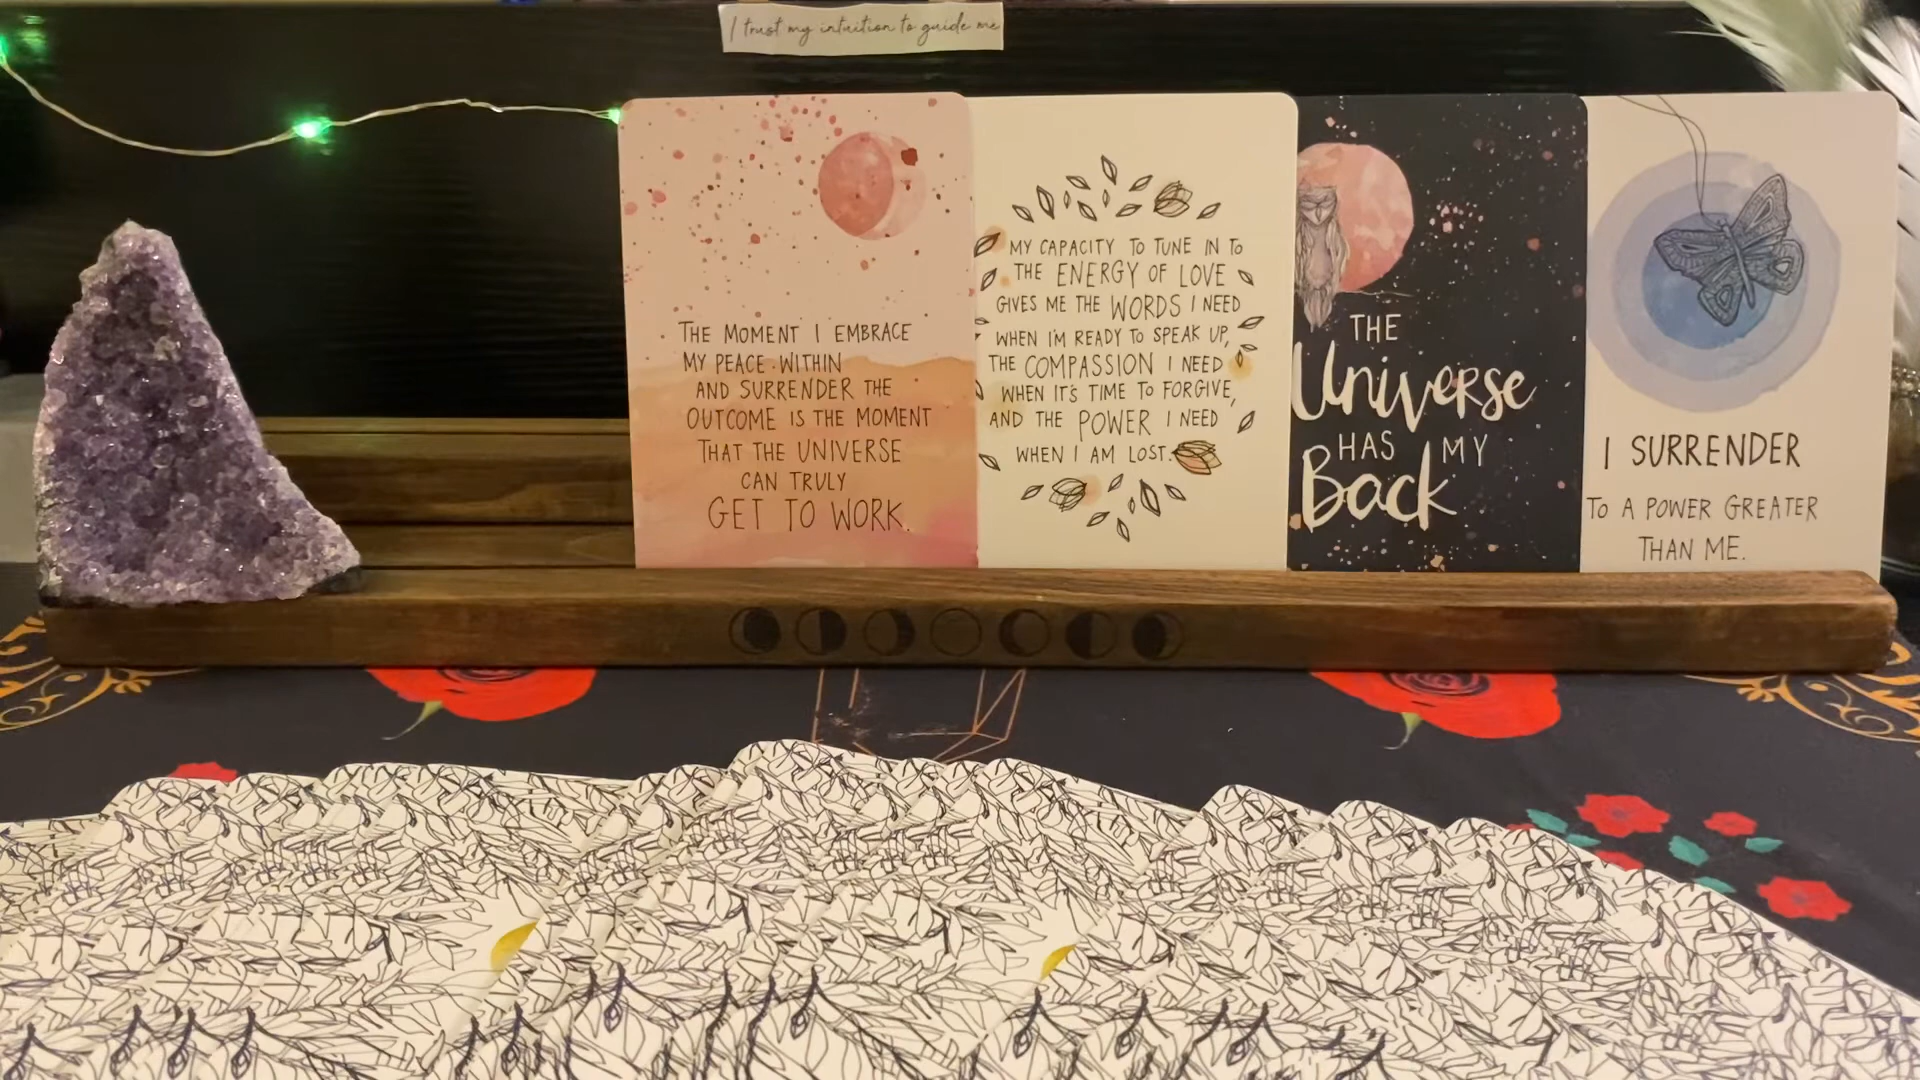 I trust my intuition to guide me
THE MOMENT I EMBRACE
MY PEACE WITHIN
AND SURRENDER THE
OUTCOME IS THE MOMENT
THAT THE UNIVERSE
CAN TRULY
GET TO WORK.
MY CAPACITY TO TUNE IN TO
THE ENERGY OF LOVE
GIVES ME THE WORDS I NEED
WHEN I'M READY TO SPEAK UP,
THE COMPASSION I NEED
WHEN IT'S TIME TO FORGIVE,
AND THE POWER I NEED
WHEN I AM LOST.
THE
Universe
HAS MY
Back
I SURRENDER
TO A POWER GREATER
THAN ME.